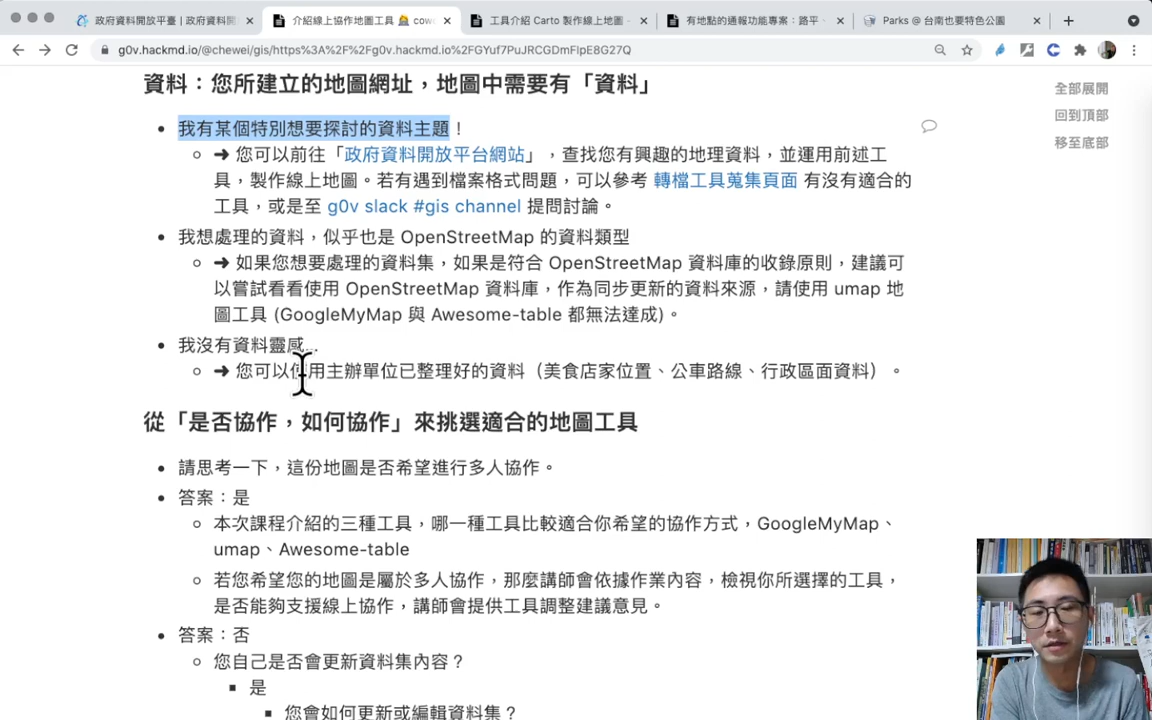 政府資料開放平臺 | 政府資料開
介紹線上協作地圖工具 🙋 cow
工具介紹 Carto 製作線上地圖 -
有地點的通報功能專案：路平、
Parks @ 台南也要特色公園
g0v.hackmd.io/@chewei/gis/https%3A%2F%2Fg0v.hackmd.io%2FGYuf7PuJRCGDmFlpE8G27Q
資料：您所建立的地圖網址，地圖中需要有「資料」
全部展開
回到頂部
移至底部
• 我有某個特別想要探討的資料主題！
◦ ➜ 您可以前往「政府資料開放平台網站」，查找您有興趣的地理資料，並運用前述工
具，製作線上地圖。若有遇到檔案格式問題，可以參考 轉檔工具蒐集頁面 有沒有適合的
工具，或是至 g0v slack #gis channel 提問討論。
• 我想處理的資料，似乎也是 OpenStreetMap 的資料類型
◦ ➜ 如果您想要處理的資料集，如果是符合 OpenStreetMap 資料庫的收錄原則，建議可
以嘗試看看使用 OpenStreetMap 資料庫，作為同步更新的資料來源，請使用 umap 地
圖工具 (GoogleMyMap 與 Awesome-table 都無法達成)。
• 我沒有資料靈感...
◦ ➜ 您可以使用主辦單位已整理好的資料（美食店家位置、公車路線、行政區面資料）。
從「是否協作，如何協作」來挑選適合的地圖工具
• 請思考一下，這份地圖是否希望進行多人協作。
• 答案：是
◦ 本次課程介紹的三種工具，哪一種工具比較適合你希望的協作方式，GoogleMyMap、
umap、Awesome-table
◦ 若您希望您的地圖是屬於多人協作，那麼講師會依據作業內容，檢視你所選擇的工具，
是否能夠支援線上協作，講師會提供工具調整建議意見。
• 答案：否
◦ 您自己是否會更新資料集內容？
▪ 是
▪ 您會如何更新或編輯資料集？